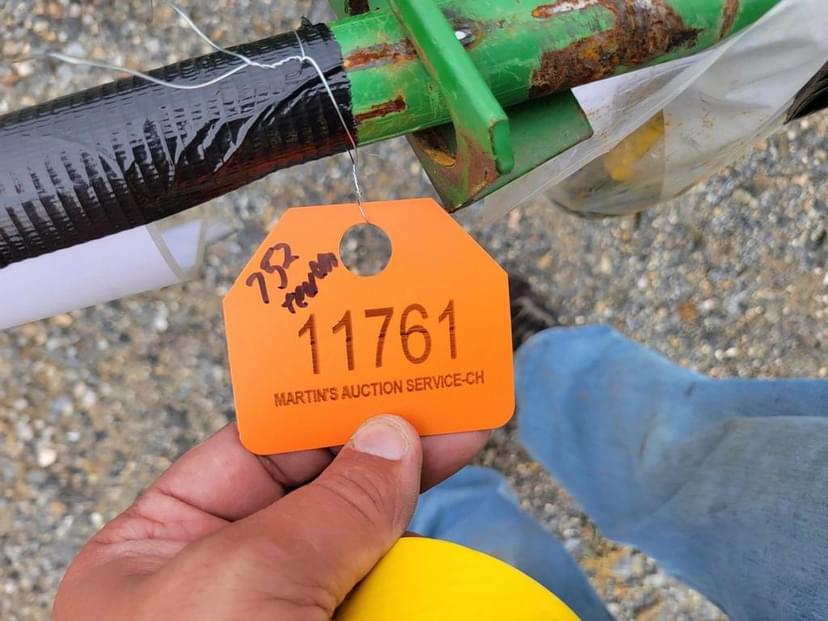 752
11761
MARTIN'S AUCTION SERVICE-CH